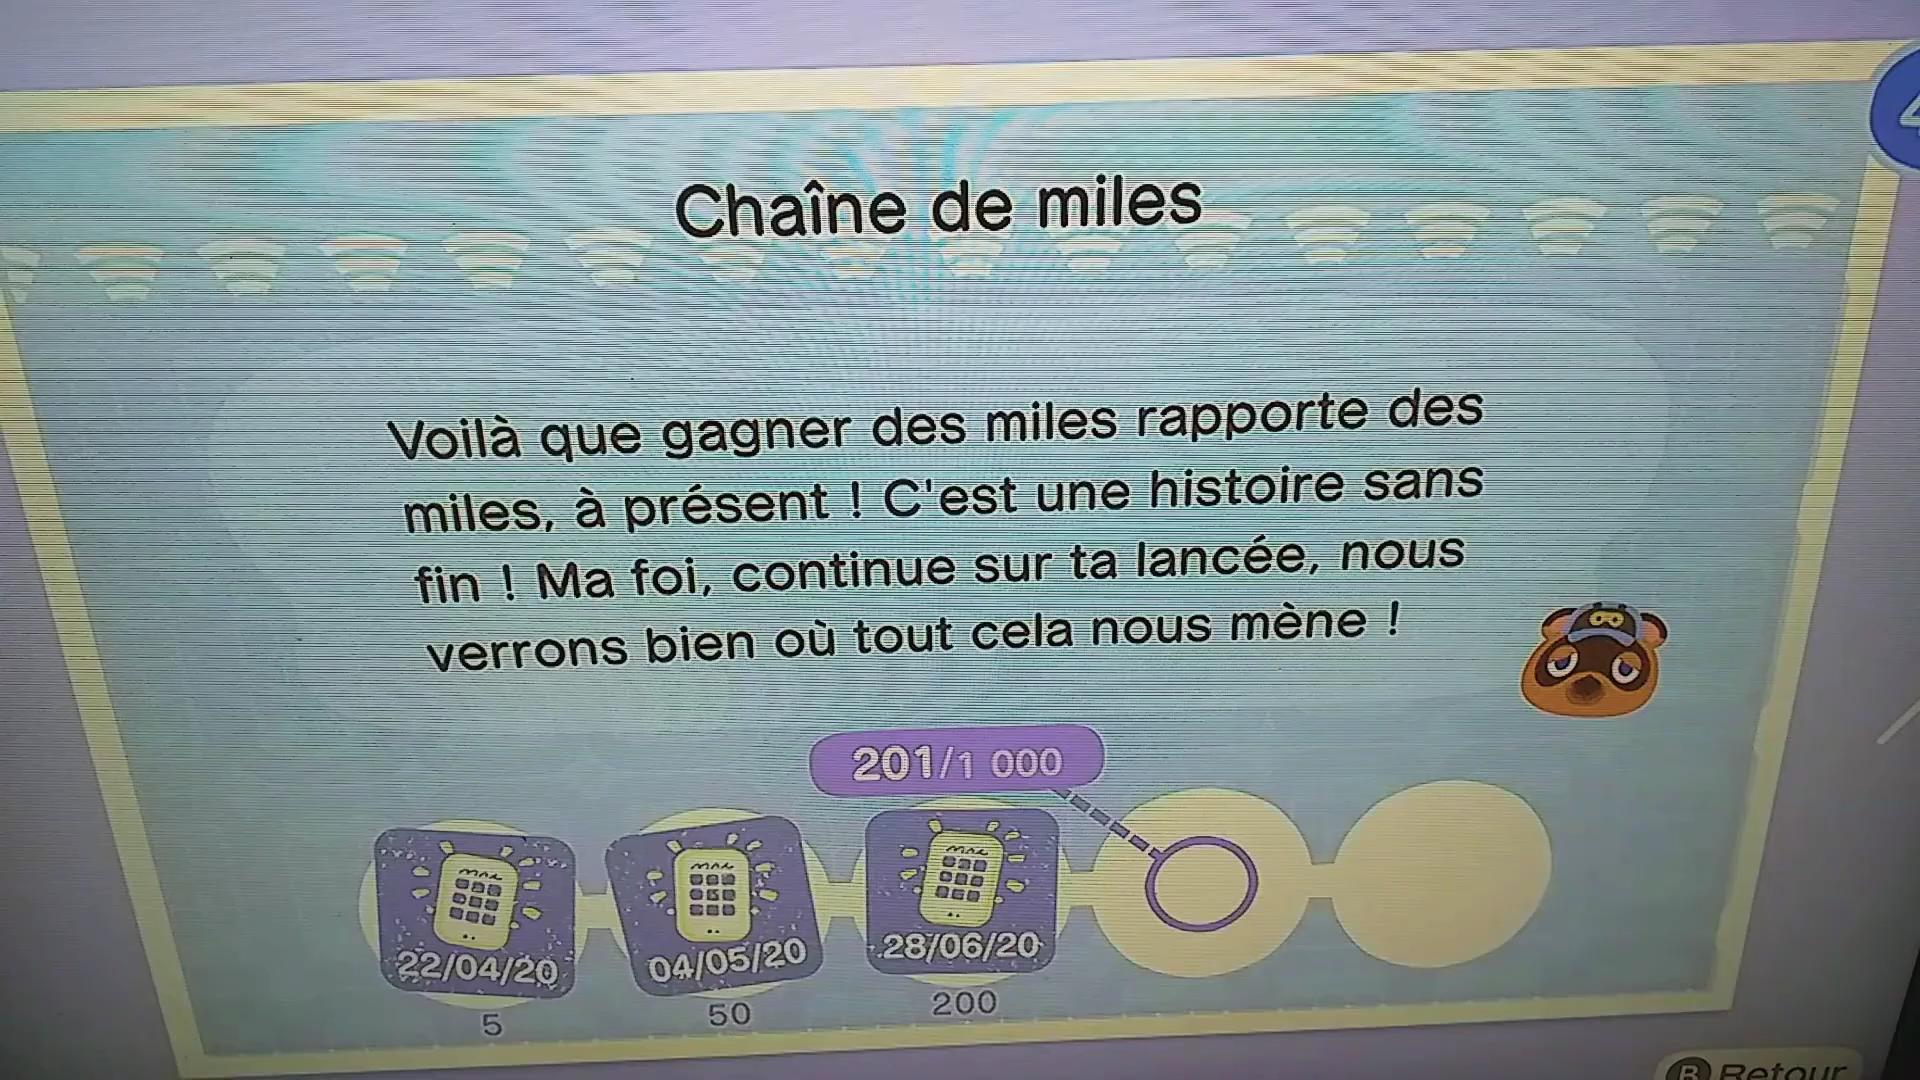 Chaîne de miles
Voilà que gagner des miles rapporte des
miles, à présent ! C'est une histoire sans
fin ! Ma foi, continue sur ta lancée, nous
verrons bien où tout cela nous mène !
201/1 000
22/04/20
04/05/20
28/06/20
5
50
200
B Retour